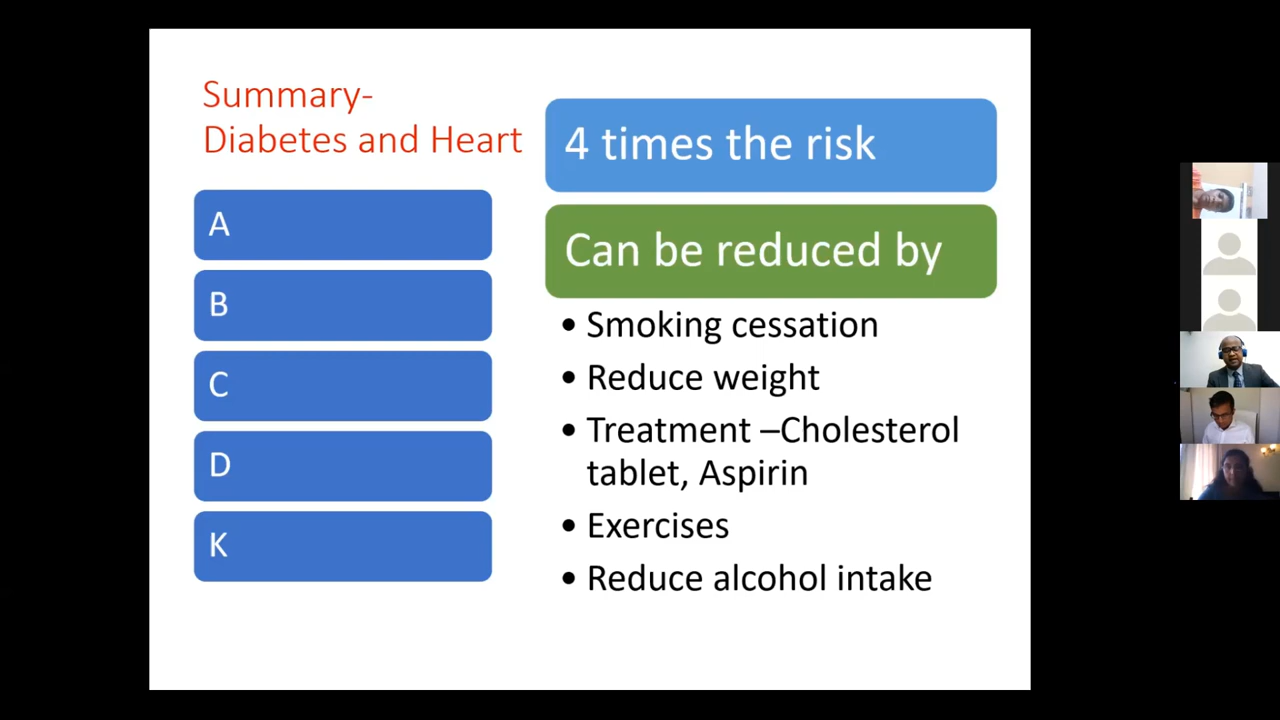 Summary-
Diabetes and Heart
A
B
C
D
K
4 times the risk
Can be reduced by
• Smoking cessation
• Reduce weight
• Treatment –Cholesterol
tablet, Aspirin
• Exercises
• Reduce alcohol intake